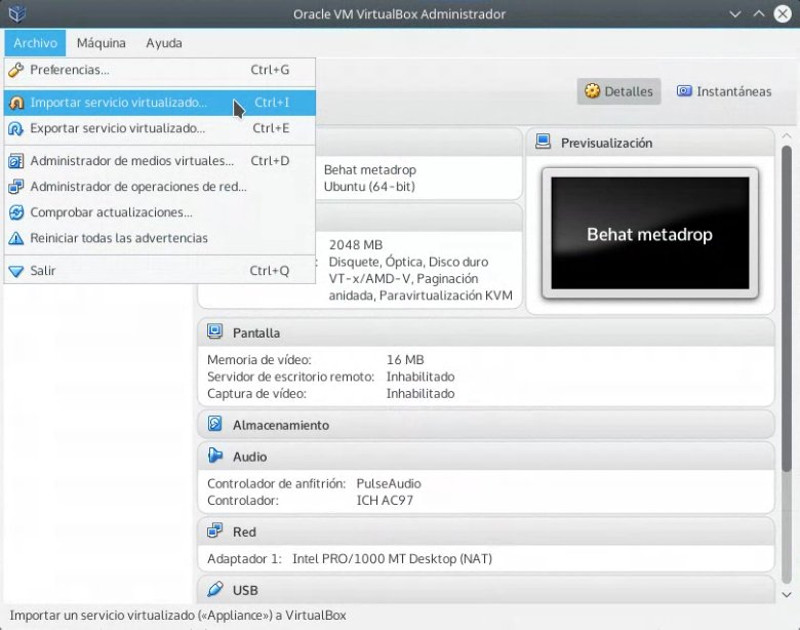 Oracle VM VirtualBox Administrador
Archivo Máquina Ayuda
Preferencias... Ctrl+G
Importar servicio virtualizado... Ctrl+I
Exportar servicio virtualizado... Ctrl+E
Administrador de medios virtuales... Ctrl+D
Administrador de operaciones de red...
Comprobar actualizaciones...
Reiniciar todas las advertencias
Salir Ctrl+Q
Detalles Instantáneas
Behat metadrop
Ubuntu (64-bit)
2048 MB
: Disquete, Óptica, Disco duro
VT-x/AMD-V, Paginación
anidada, Paravirtualización KVM
Previsualización
Behat metadrop
Pantalla
Memoria de vídeo: 16 MB
Servidor de escritorio remoto: Inhabilitado
Captura de vídeo: Inhabilitado
Almacenamiento
Audio
Controlador de anfitrión: PulseAudio
Controlador: ICH AC97
Red
Adaptador 1: Intel PRO/1000 MT Desktop (NAT)
USB
Importar un servicio virtualizado («Appliance») a VirtualBox